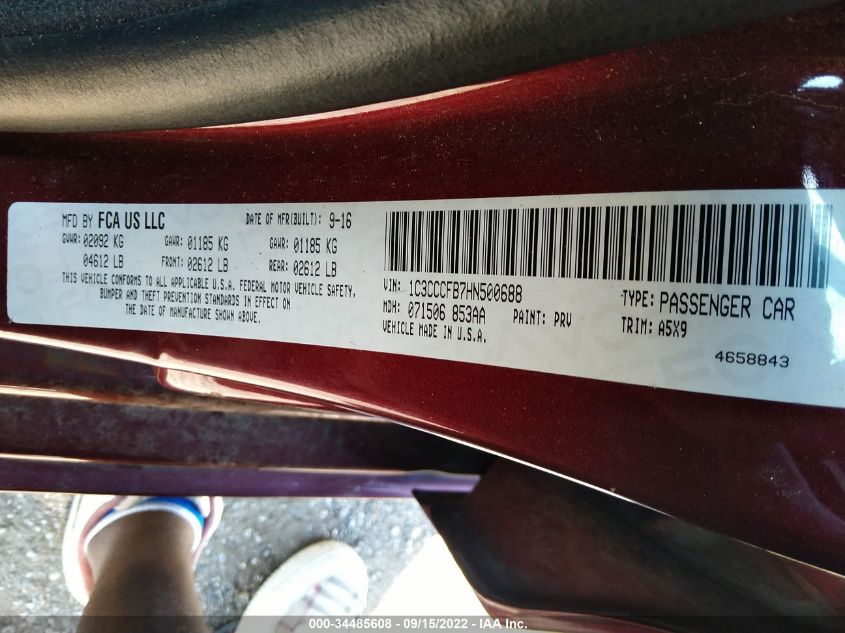 MFD BY FCA US LLC DATE OF MFR(BUILT): 9-16
GVWR: 02092 KG GAWR: 01185 KG GAWR: 01185 KG
04612 LB FRONT: 02612 LB REAR: 02612 LB
THIS VEHICLE CONFORMS TO ALL APPLICABLE U.S.A. FEDERAL MOTOR VEHICLE SAFETY,
BUMPER AND THEFT PREVENTION STANDARDS IN EFFECT ON
THE DATE OF MANUFACTURE SHOWN ABOVE.
VIN: 1C3CCCFB7HN500688 TYPE: PASSENGER CAR
MDH: 071506 853AA PAINT: PRV TRIM: A5X9
VEHICLE MADE IN U.S.A.
4658843
000-34485608 - 09/15/2022 - IAA Inc.